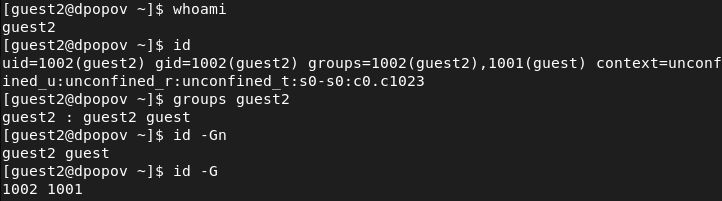 [guest2@dpopov ~]$ whoami
guest2
[guest2@dpopov ~]$ id
uid=1002(guest2) gid=1002(guest2) groups=1002(guest2),1001(guest) context=unconf
ined_u:unconfined_r:unconfined_t:s0-s0:c0.c1023
[guest2@dpopov ~]$ groups guest2
guest2 : guest2 guest
[guest2@dpopov ~]$ id -Gn
guest2 guest
[guest2@dpopov ~]$ id -G
1002 1001